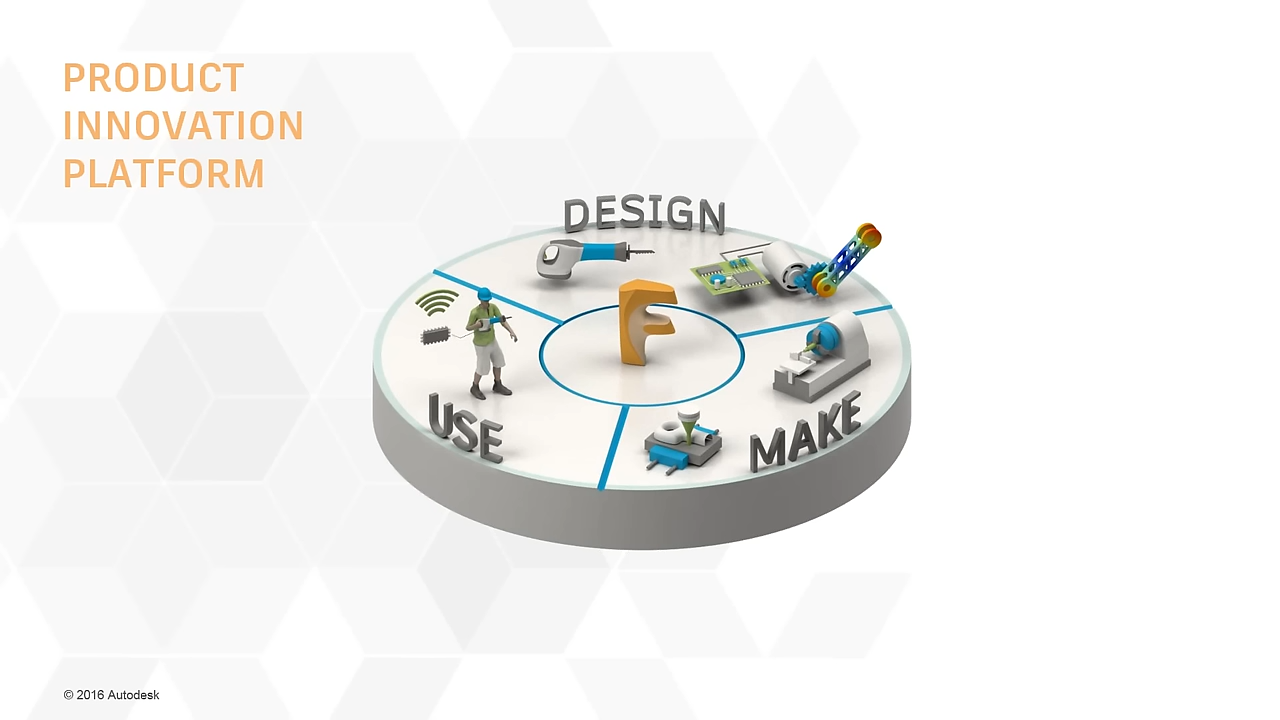 PRODUCT
INNOVATION
PLATFORM
DESIGN
F
USE
MAKE
© 2016 Autodesk